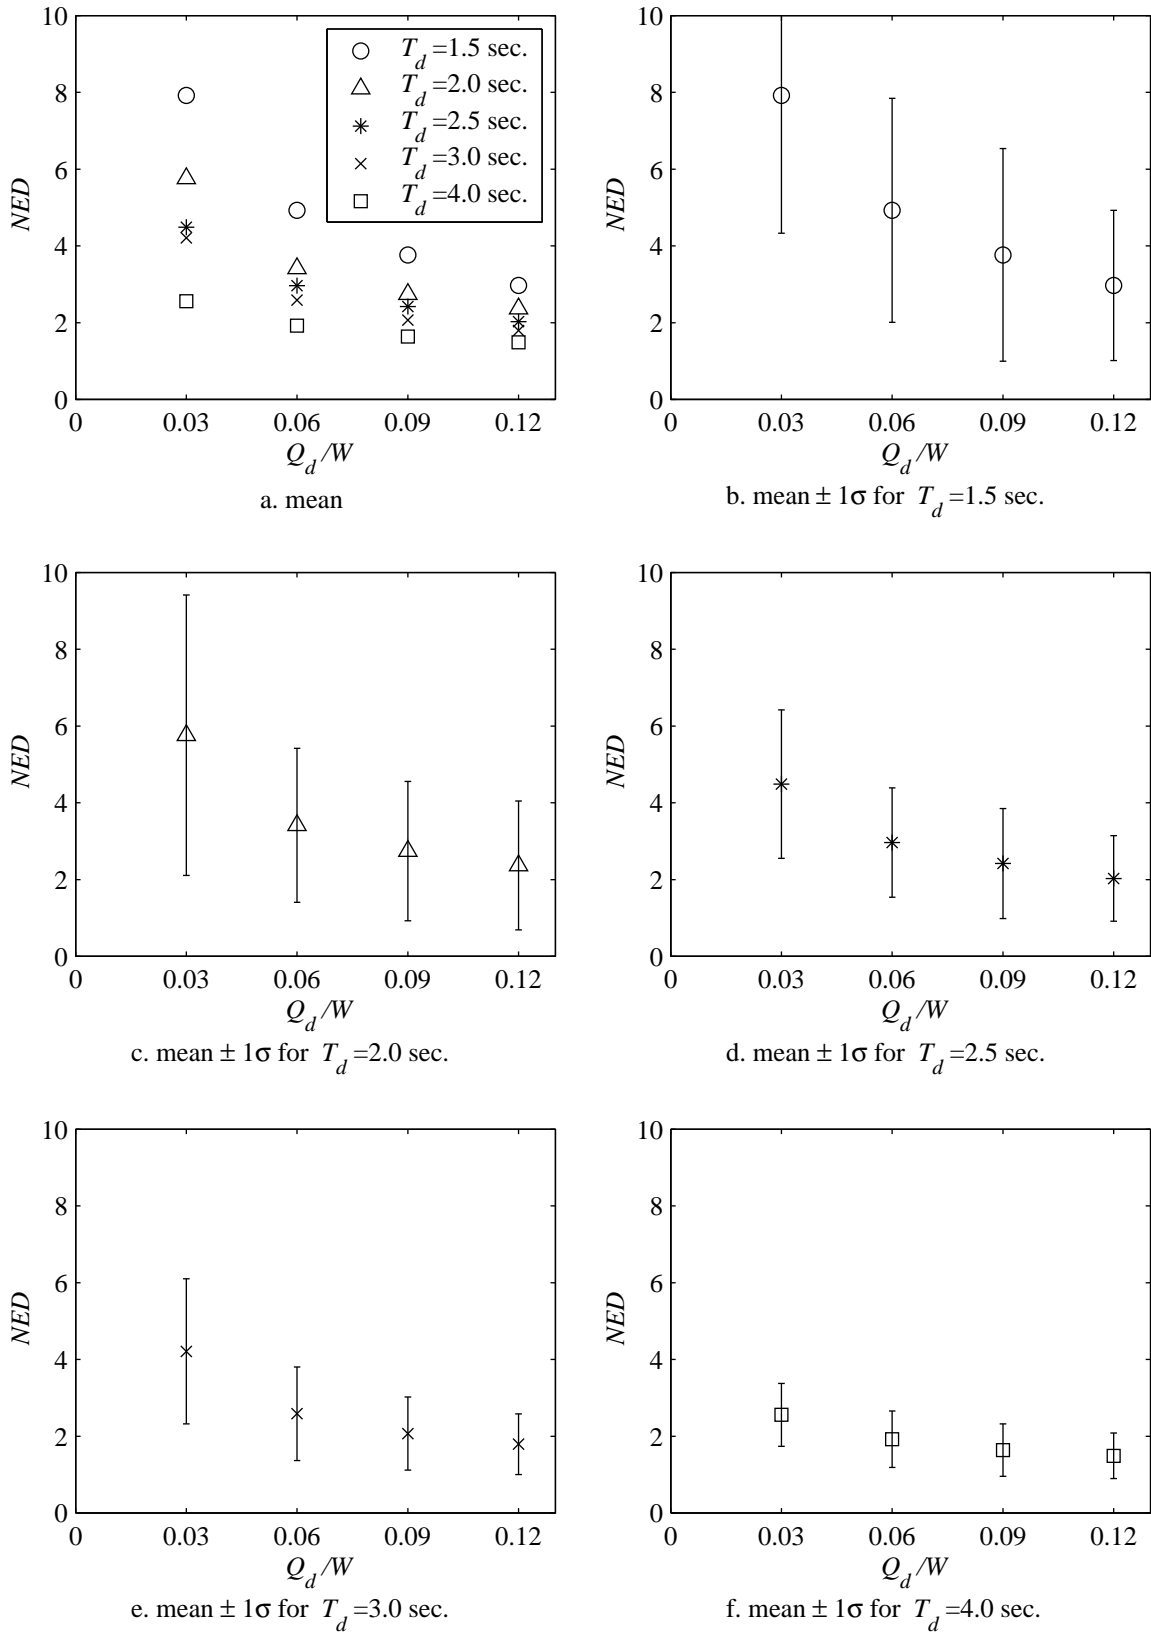 10
8
6
4
2
0
NED
T_d=1.5 sec.
T_d=2.0 sec.
T_d=2.5 sec.
T_d=3.0 sec.
T_d=4.0 sec.
0 0.03 0.06 0.09 0.12
Q_d/W
a. mean
10
8
6
4
2
0
NED
0 0.03 0.06 0.09 0.12
Q_d/W
b. mean ± 1σ for T_d=1.5 sec.
10
8
6
4
2
0
NED
0 0.03 0.06 0.09 0.12
Q_d/W
c. mean ± 1σ for T_d=2.0 sec.
10
8
6
4
2
0
NED
0 0.03 0.06 0.09 0.12
Q_d/W
d. mean ± 1σ for T_d=2.5 sec.
10
8
6
4
2
0
NED
0 0.03 0.06 0.09 0.12
Q_d/W
e. mean ± 1σ for T_d=3.0 sec.
10
8
6
4
2
0
NED
0 0.03 0.06 0.09 0.12
Q_d/W
f. mean ± 1σ for T_d=4.0 sec.